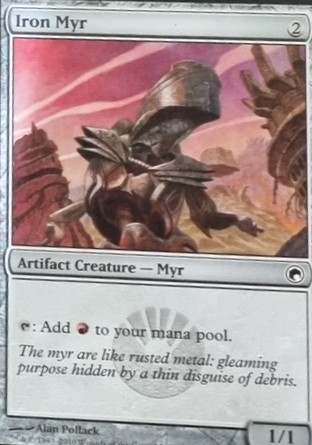 Iron Myr 2
Artifact Creature — Myr
: Add to your mana pool.
The myr are like rusted metal: gleaming
purpose hidden by a thin disguise of debris.
Alan Pollack
1/1